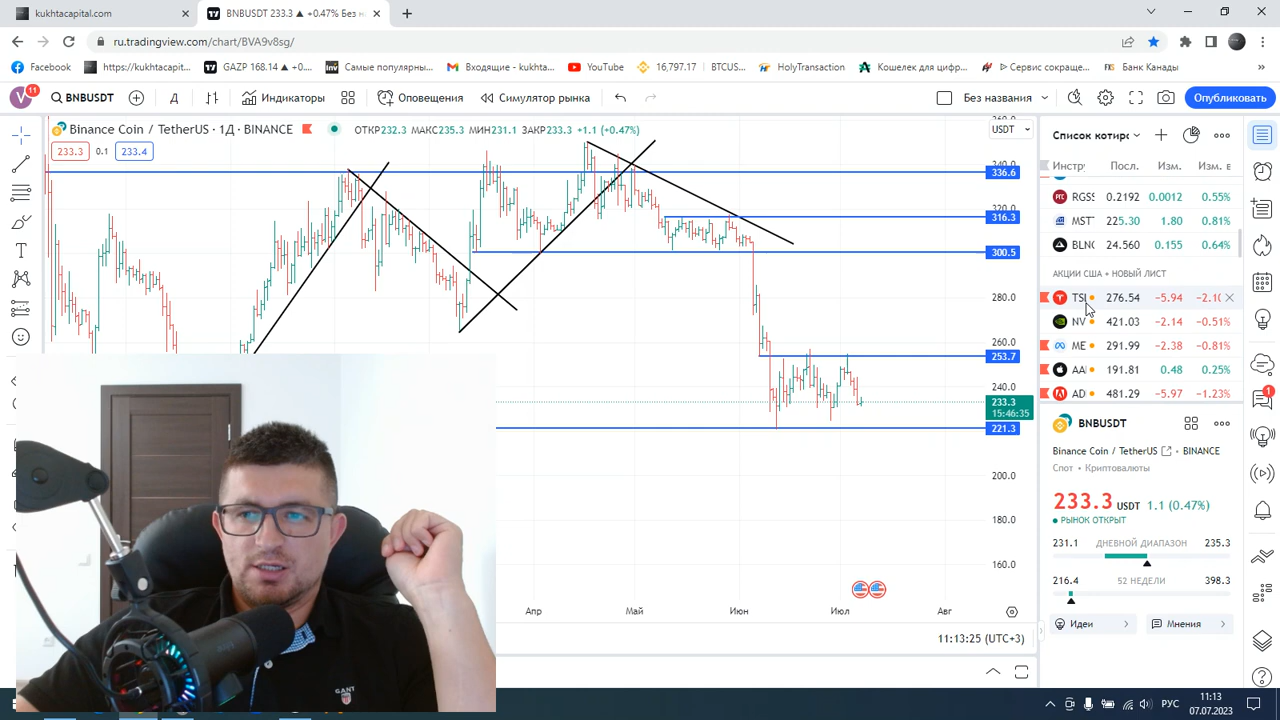 kukhtacapital.com
BNBUSDT 233.3 ▲ +0.47% Без н
ru.tradingview.com/chart/BVA9v8sg/
Facebook
https://kukhtacapit...
GAZP 168.14 ▲ +0....
Самые популярны...
Входящие - kukhta...
YouTube
16,797.17 | BTCUS...
HolyTransaction
Кошелек для цифр...
▷ Сервис сокраще...
Банк Канады
»
V 11
BNBUSDT
Д
Индикаторы
Оповещения
Симулятор рынка
Без названия
Опубликовать
Binance Coin / TetherUS · 1Д · BINANCE
ОТКР232.3 МАКС235.3 МИН231.1 ЗАКР233.3 +1.1 (+0.47%)
USDT
233.3 0.1 233.4
340.0
336.6
316.3
300.5
280.0
260.0
253.7
240.0
233.3
15:46:35
221.3
200.0
180.0
160.0
Апр
Май
Июн
Июл
Авг
11:13:25 (UTC+3)
Список котиро
Инстр
Посл.
Изм.
Изм. в
RGS 0.2192 0.0012 0.55%
MST 225.30 1.80 0.81%
BLN 24.560 0.155 0.64%
АКЦИИ США + НОВЫЙ ЛИСТ
TSL 276.54 −5.94 −2.10
NV 421.03 −2.14 −0.51%
ME 291.99 −2.38 −0.81%
AA 191.81 0.48 0.25%
AD 481.29 −5.97 −1.23%
BNBUSDT
Binance Coin / TetherUS • BINANCE
Спот • Криптовалюты
233.3 USDT 1.1 (0.47%)
РЫНОК ОТКРЫТ
231.1 ДНЕВНОЙ ДИАПАЗОН 235.3
216.4 52 НЕДЕЛИ 398.3
Идеи
Мнения
1
GANT
РУС
11:13
07.07.2023